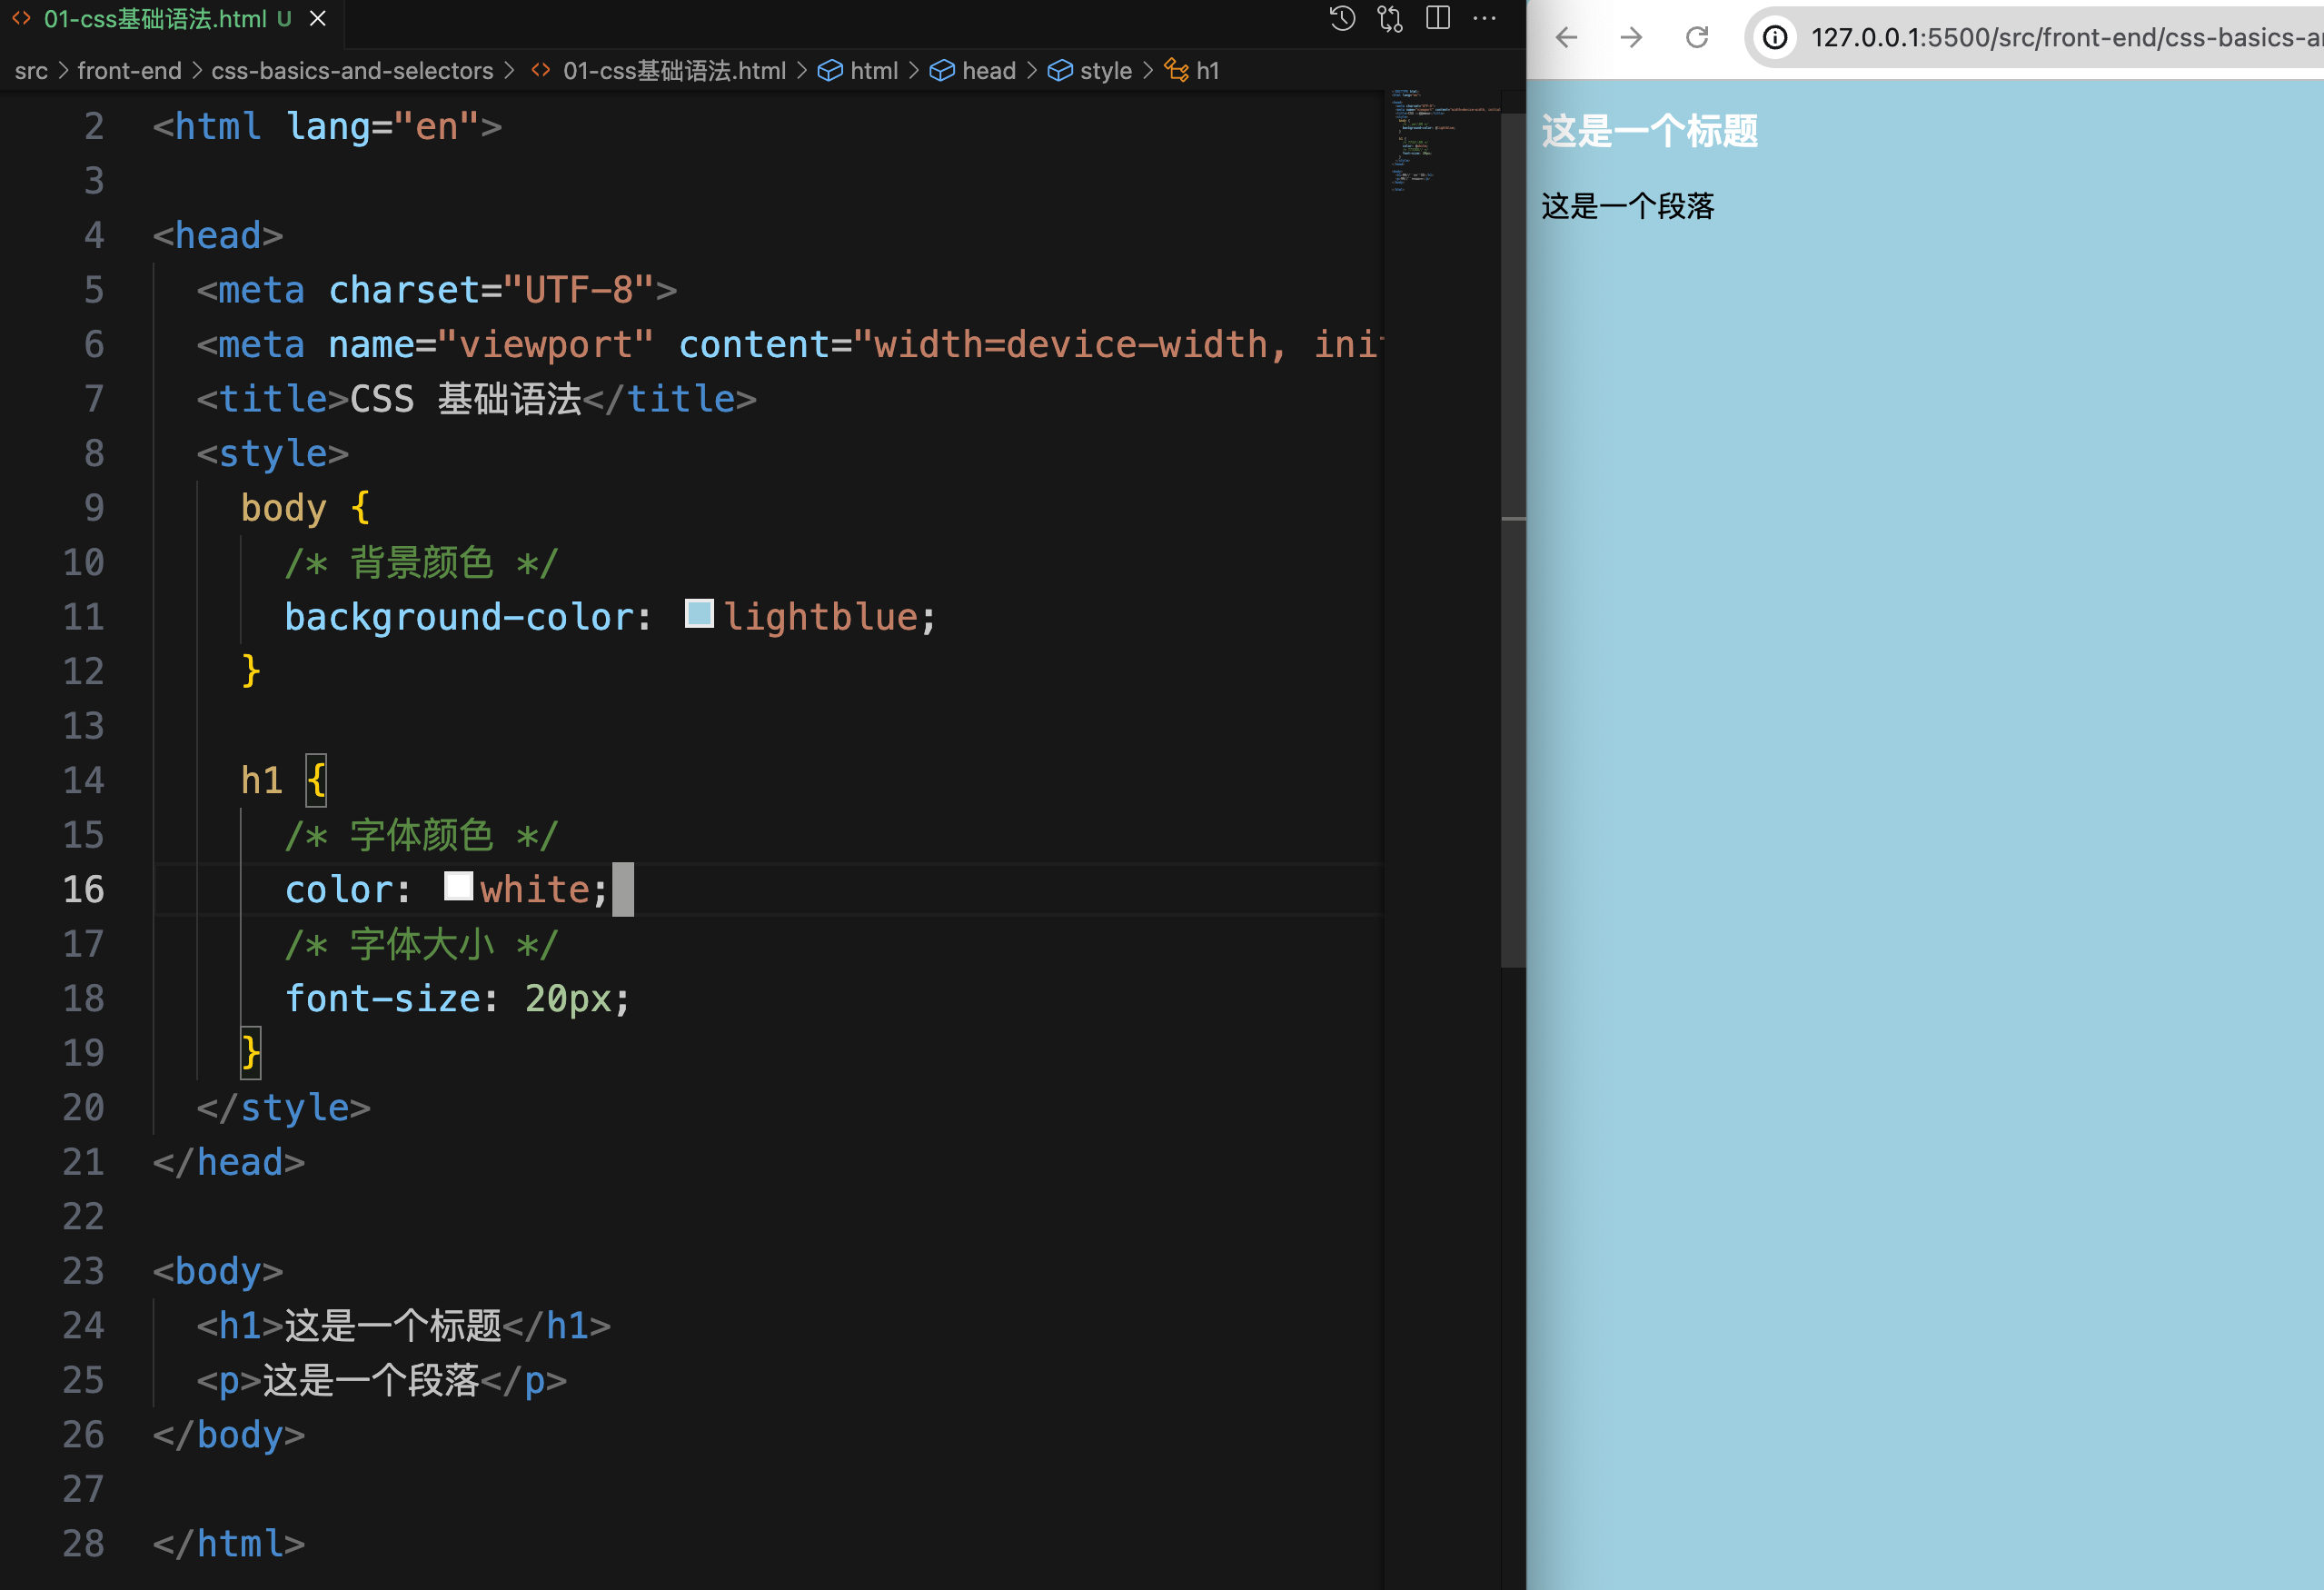 01-css基础语法.html U
src > front-end > css-basics-and-selectors > 01-css基础语法.html > html > head > style > h1
2 <html lang="en">
3
4 <head>
5 <meta charset="UTF-8">
6 <meta name="viewport" content="width=device-width, ini
7 <title>CSS 基础语法</title>
8 <style>
9 body {
10 /* 背景颜色 */
11 background-color: lightblue;
12 }
13
14 h1 {
15 /* 字体颜色 */
16 color: white;
17 /* 字体大小 */
18 font-size: 20px;
19 }
20 </style>
21 </head>
22
23 <body>
24 <h1>这是一个标题</h1>
25 <p>这是一个段落</p>
26 </body>
27
28 </html>
127.0.0.1:5500/src/front-end/css-basics-a
这是一个标题
这是一个段落